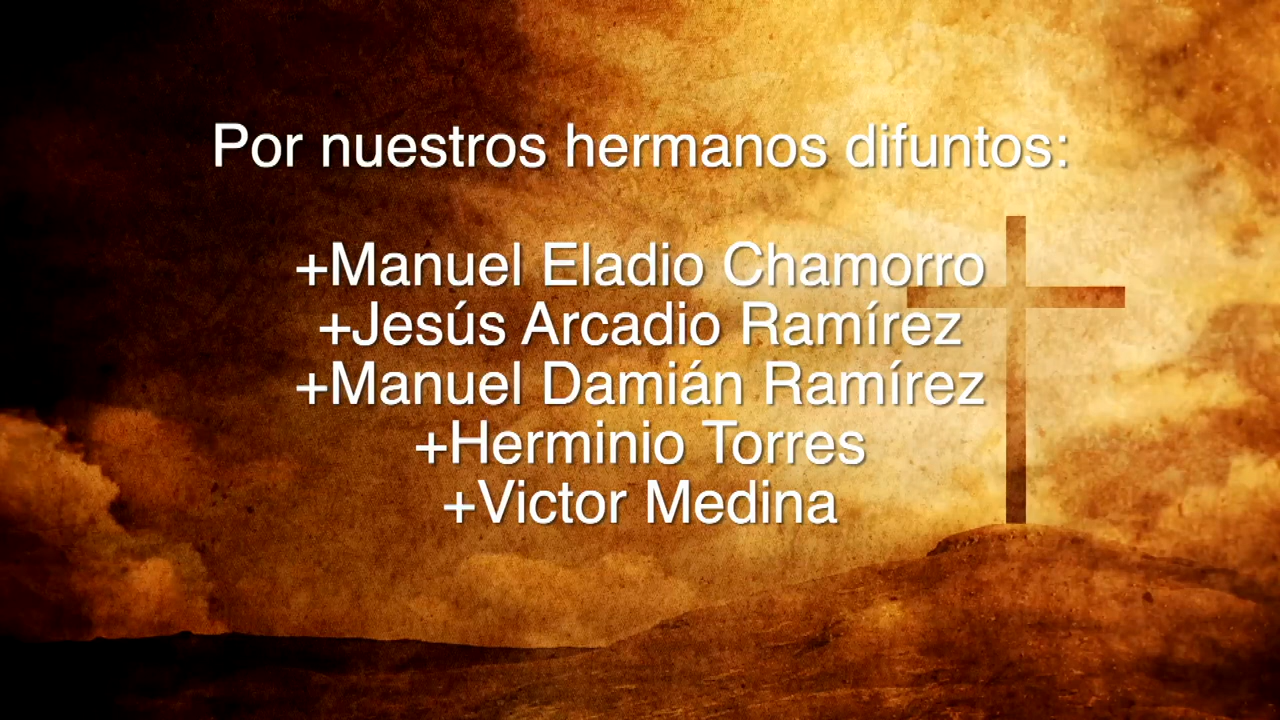 Por nuestros hermanos difuntos:
+Manuel Eladio Chamorro
+Jesús Arcadio Ramírez
+Manuel Damián Ramírez
+Herminio Torres
+Victor Medina